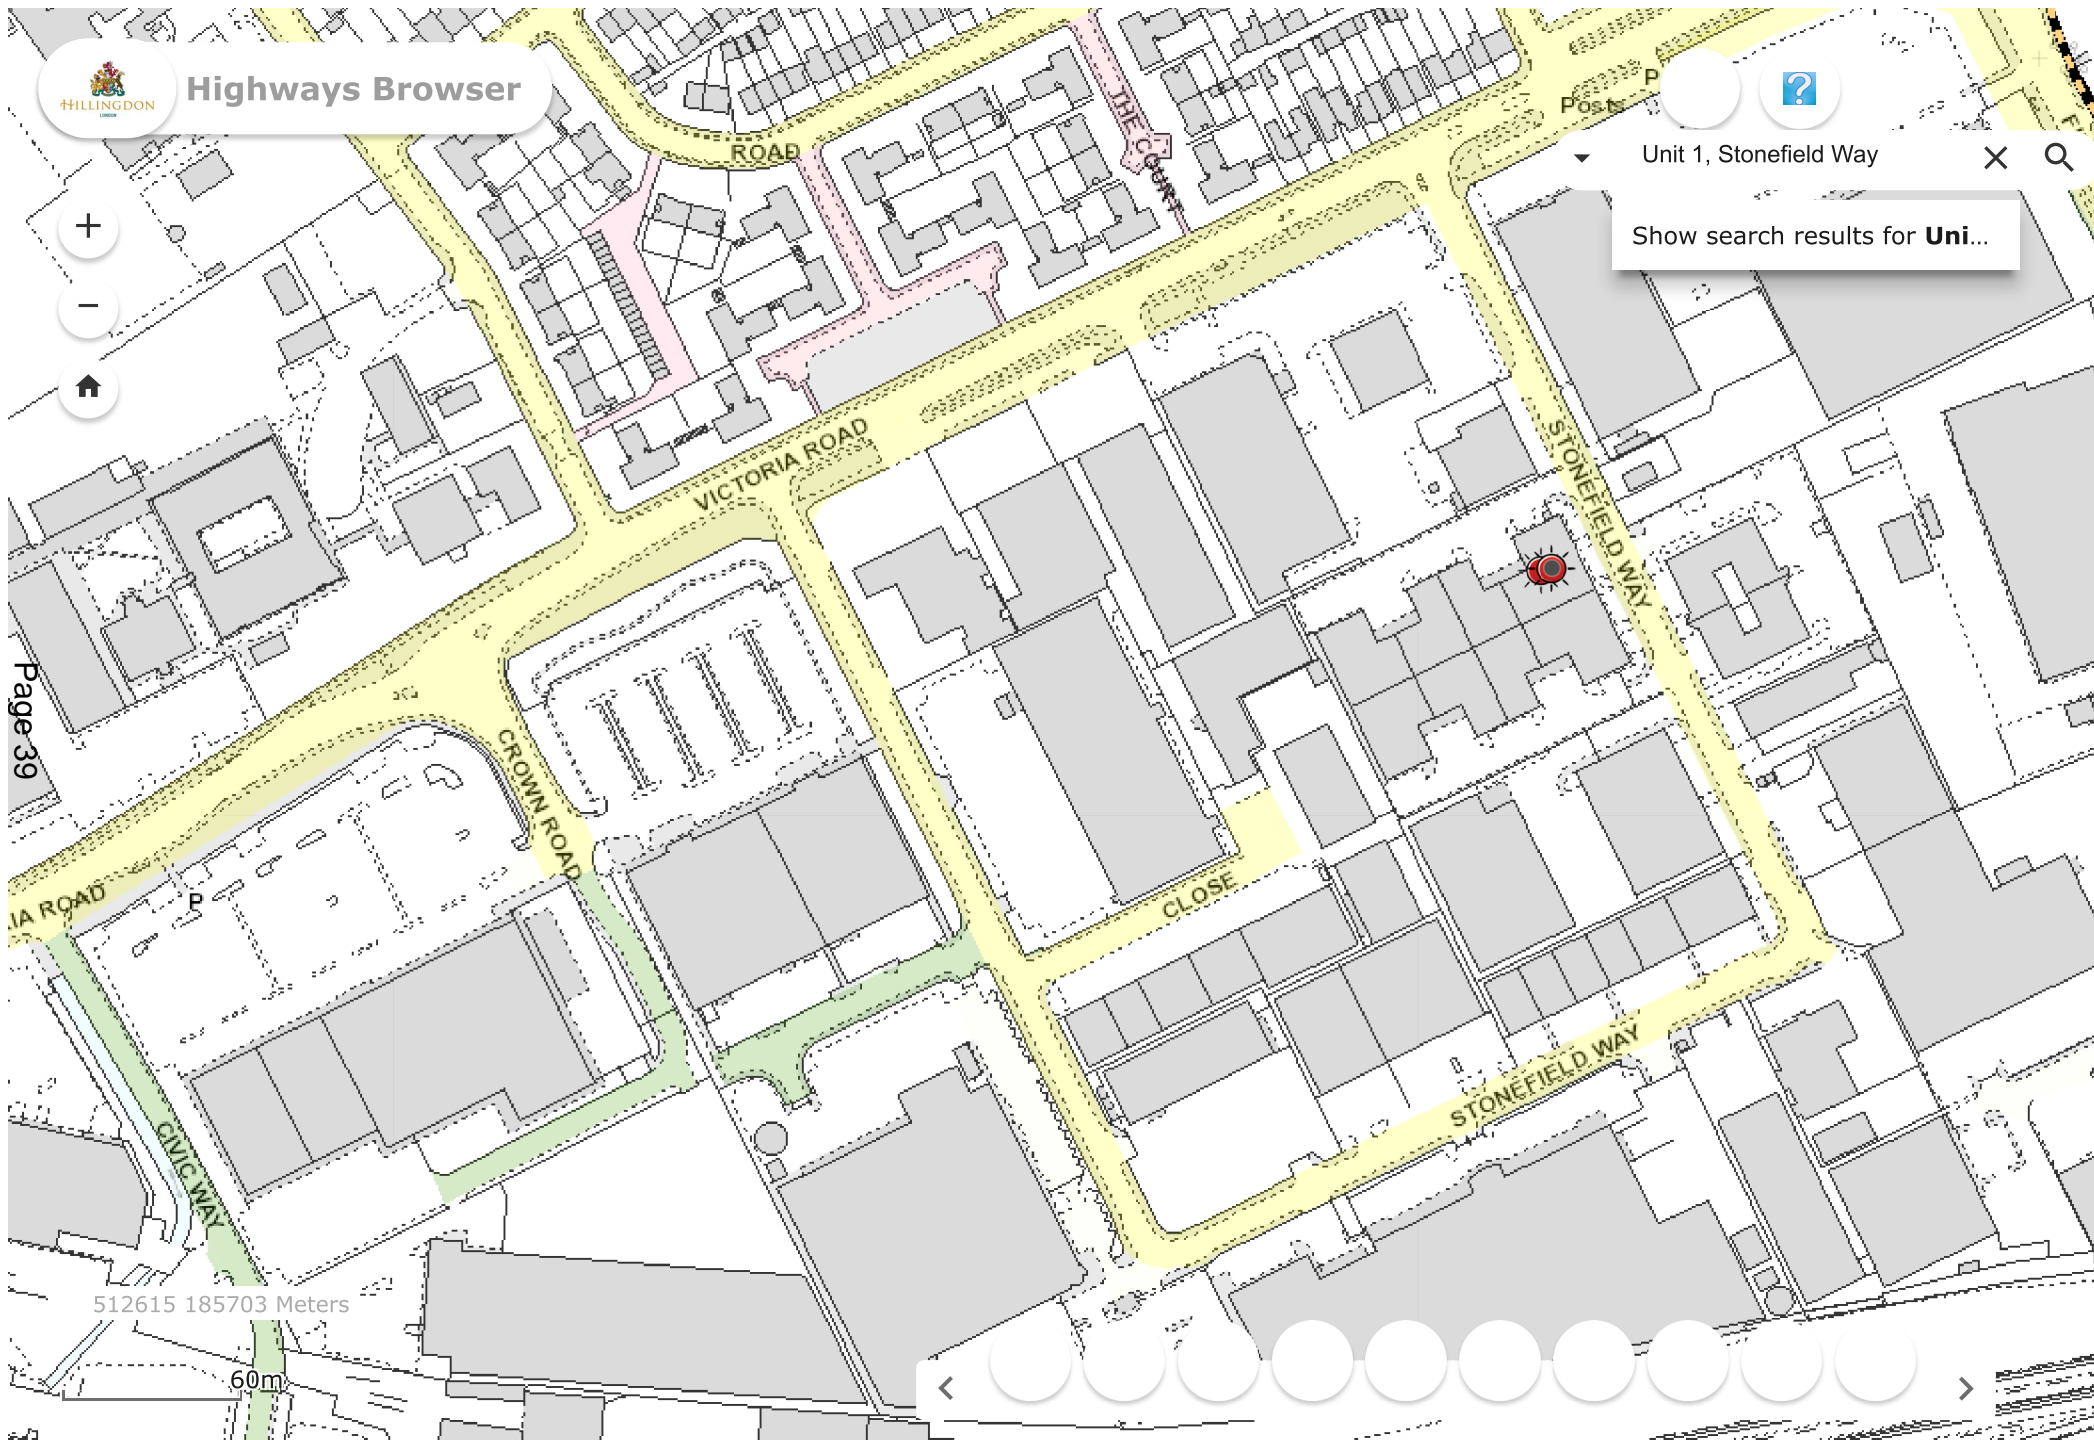 HILLINGDON
LONDON
Highways Browser
ROAD
THE COURT
P
Posts
?
Unit 1, Stonefield Way
Show search results for Uni...
+
−
VICTORIA ROAD
STONEFIELD WAY
Page 39
CROWN ROAD
P
IA ROAD
CLOSE
STONEFIELD WAY
CIVIC WAY
512615 185703 Meters
60m